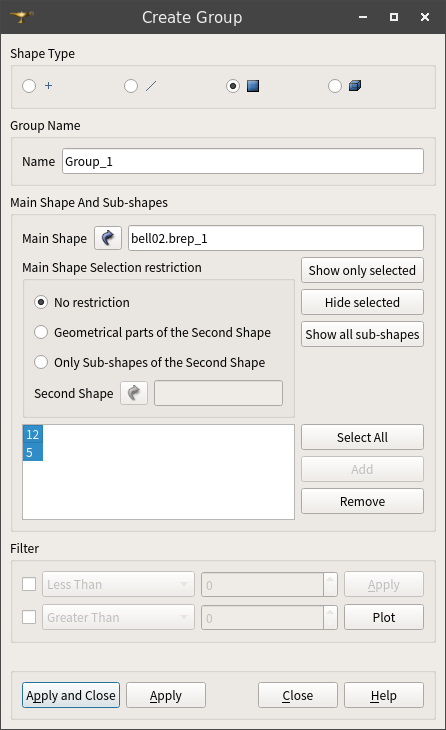 Create Group
Shape Type
Group Name
Name Group_1
Main Shape And Sub-shapes
Main Shape bell02.brep_1
Main Shape Selection restriction
Show only selected
No restriction
Hide selected
Geometrical parts of the Second Shape
Show all sub-shapes
Only Sub-shapes of the Second Shape
Second Shape
12
Select All
5
Add
Remove
Filter
Less Than 0 Apply
Greater Than 0 Plot
Apply and Close Apply Close Help